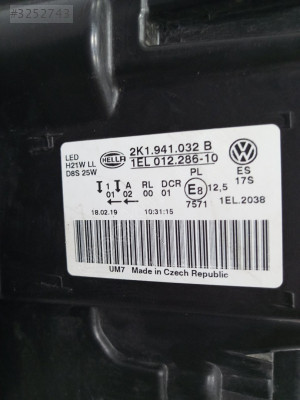 #3252743
LED
H21W LL
D8S 25W
HELLA
2K1.941.032 B
1EL 012.286-10
PL
ES
17S
1 A RL DCR
01 02 00 01
E8 12,5
7571 1EL.2038
18.02.19 10:31:15
UM7 Made in Czech Republic